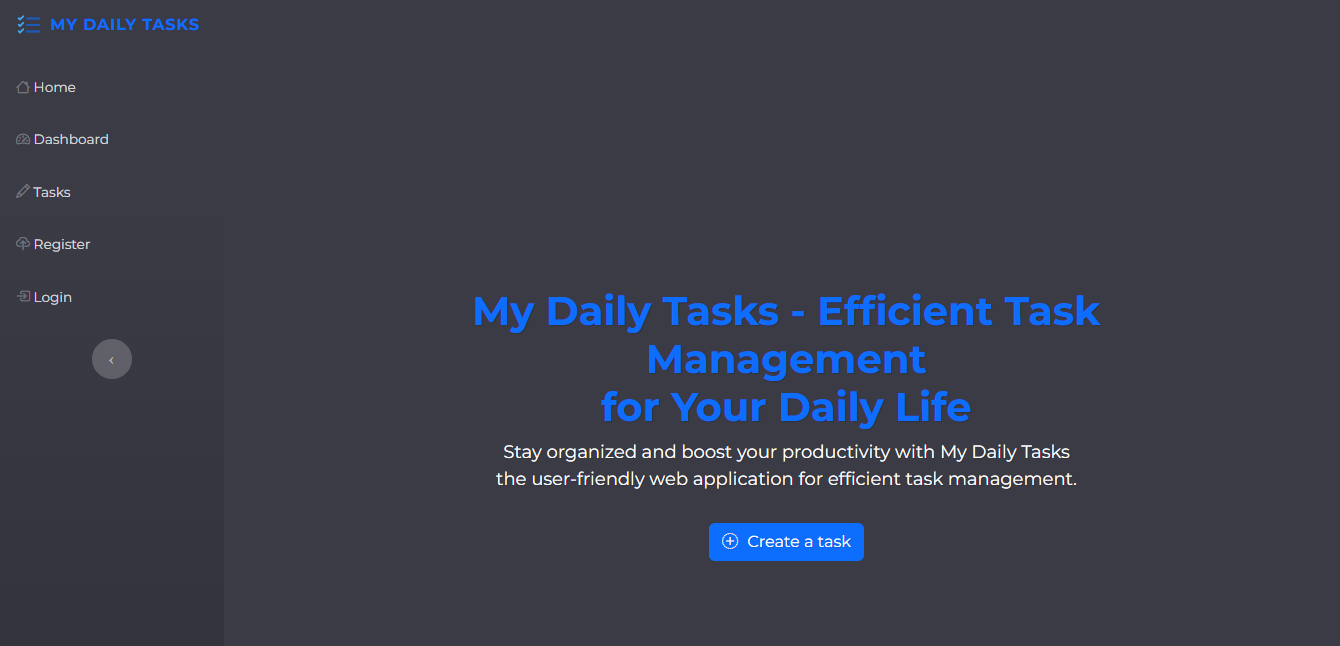 MY DAILY TASKS
Home
Dashboard
Tasks
Register
Login
‹
My Daily Tasks - Efficient Task
Management
for Your Daily Life
Stay organized and boost your productivity with My Daily Tasks
the user-friendly web application for efficient task management.
Create a task